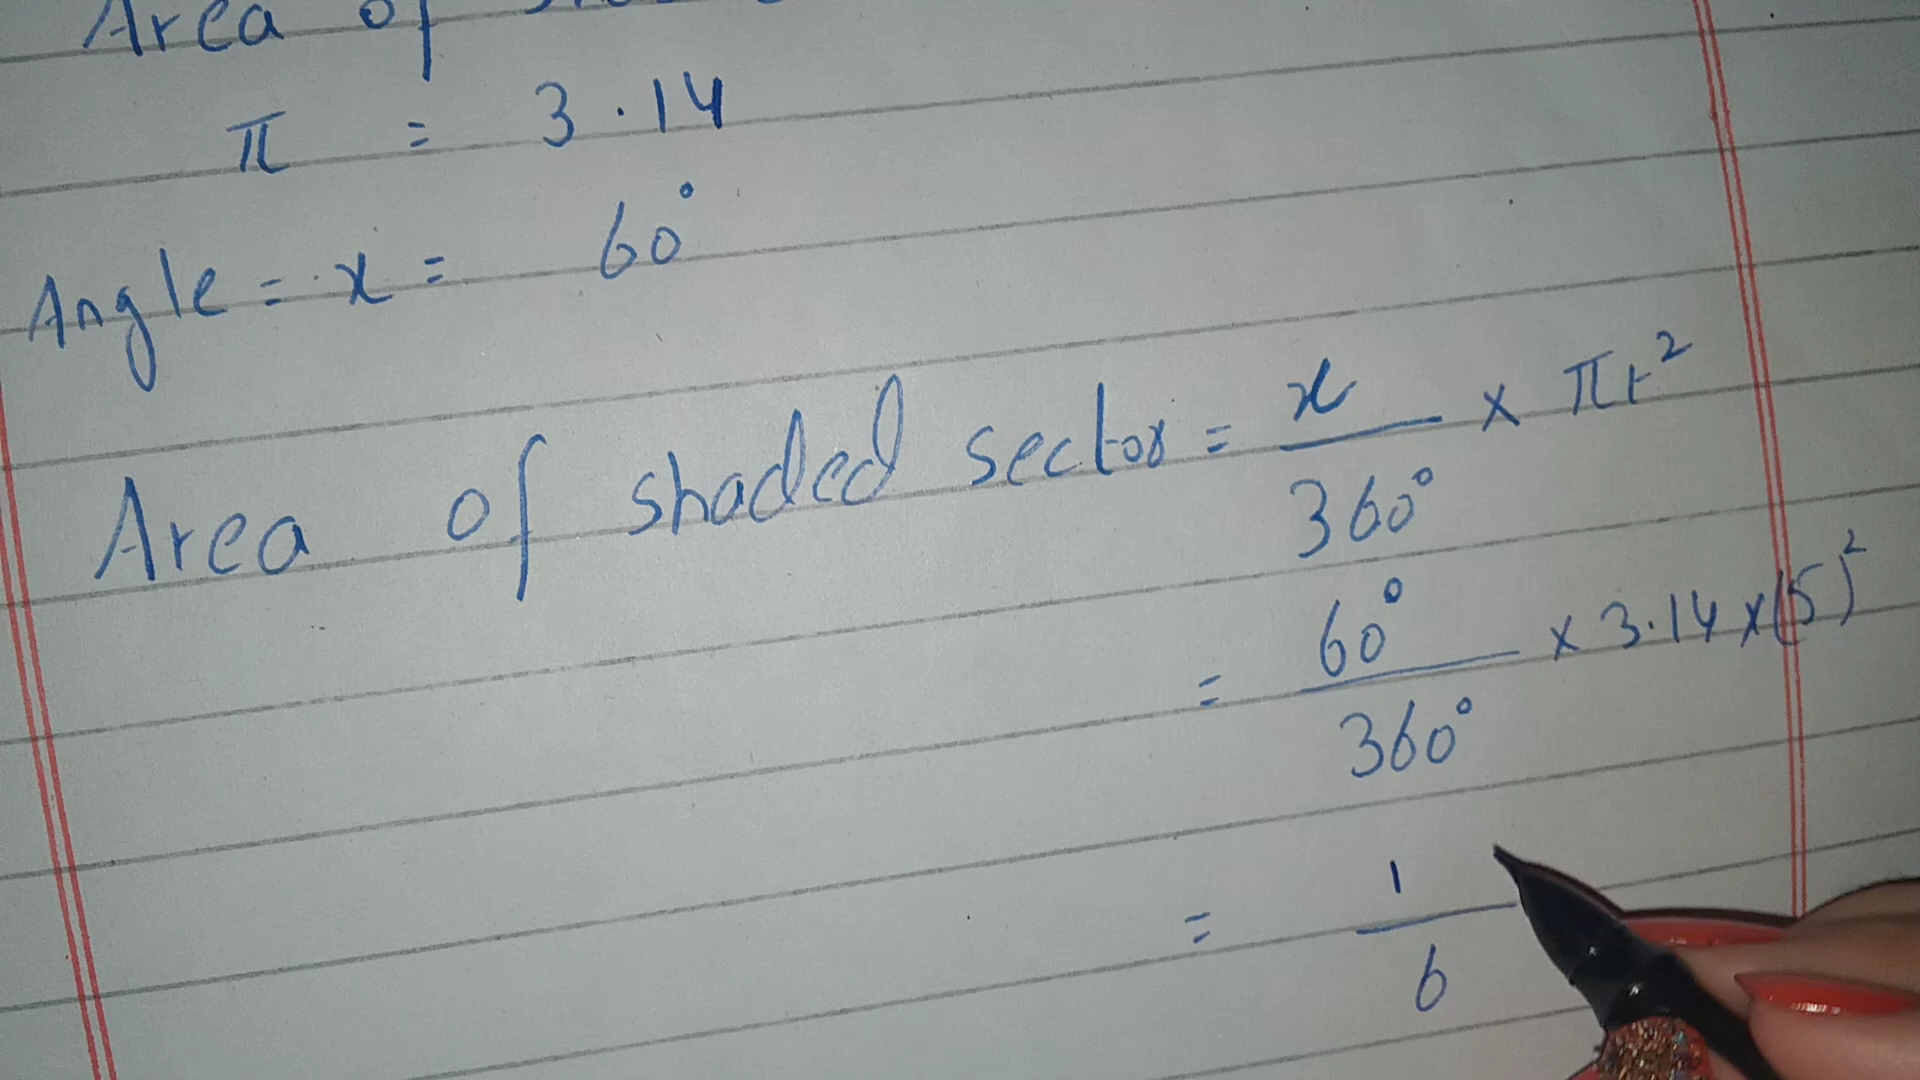 Area of
π = 3.14
Angle = x = 60°
Area of shaded sector = x/360° × πr²
= 60°/360° × 3.14 × (5)²
= 1/6